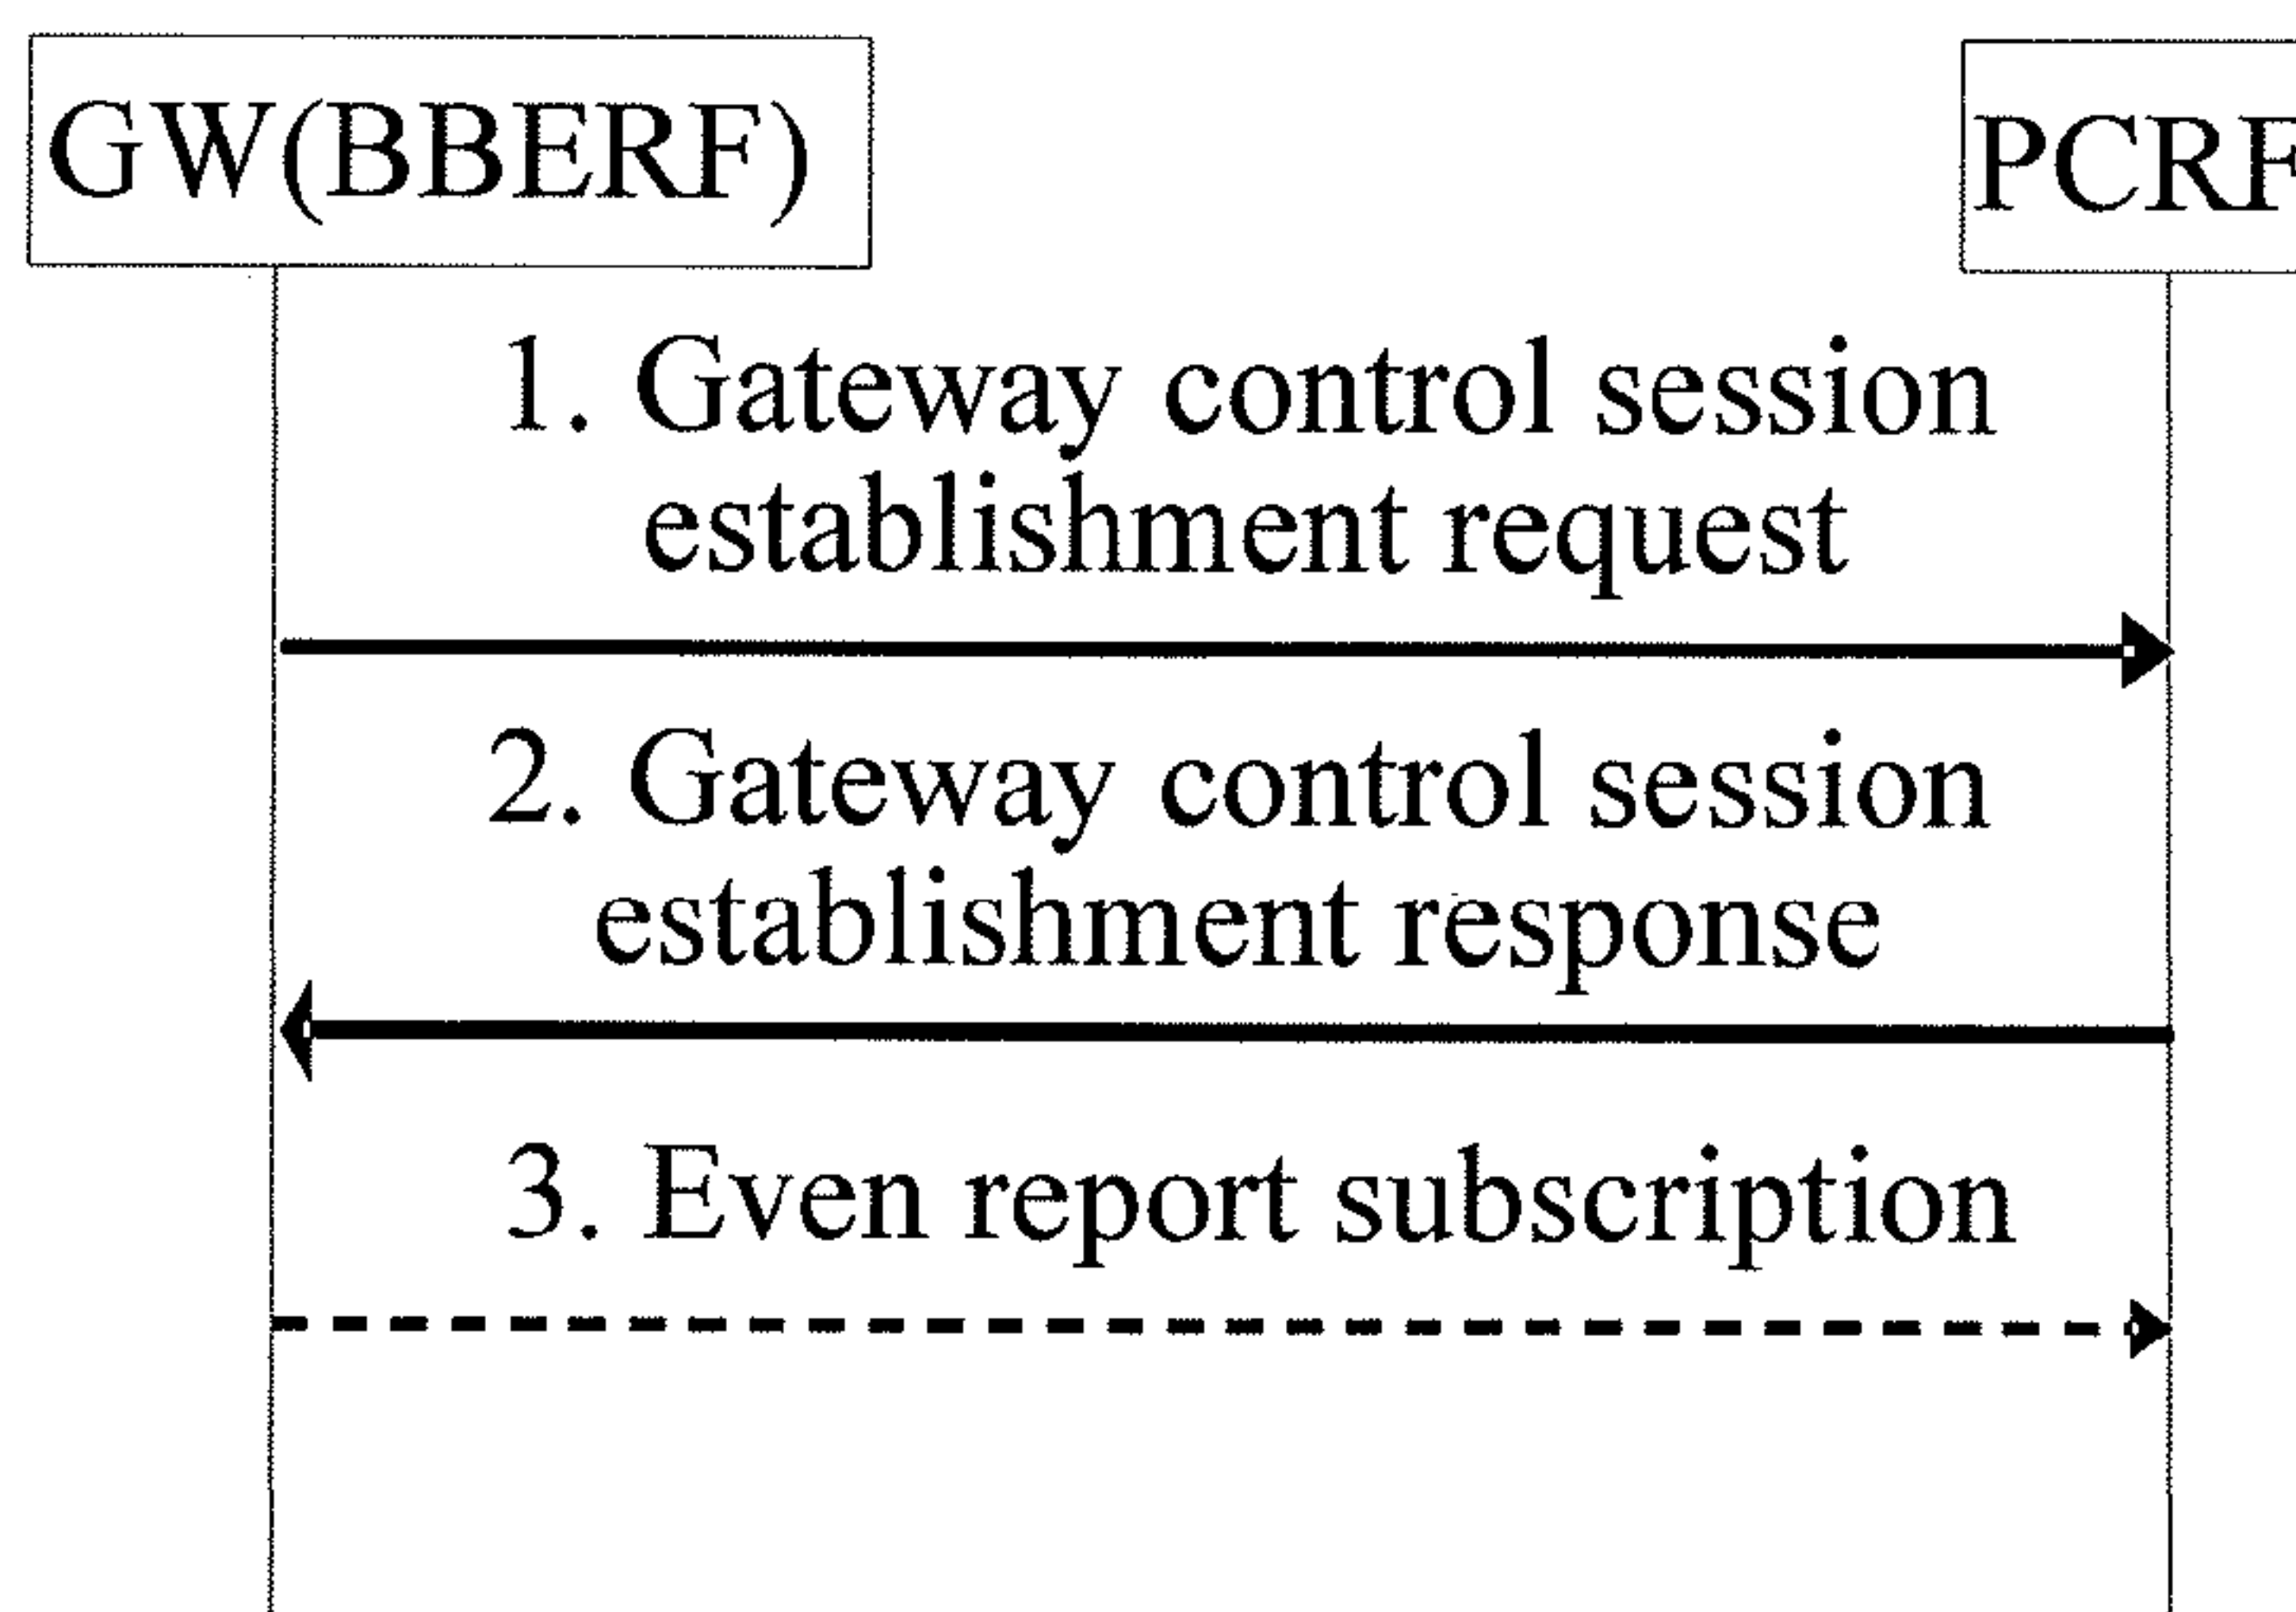 GW(BBERF)
PCRF
1. Gateway control session
establishment request
2. Gateway control session
establishment response
3. Even report subscription